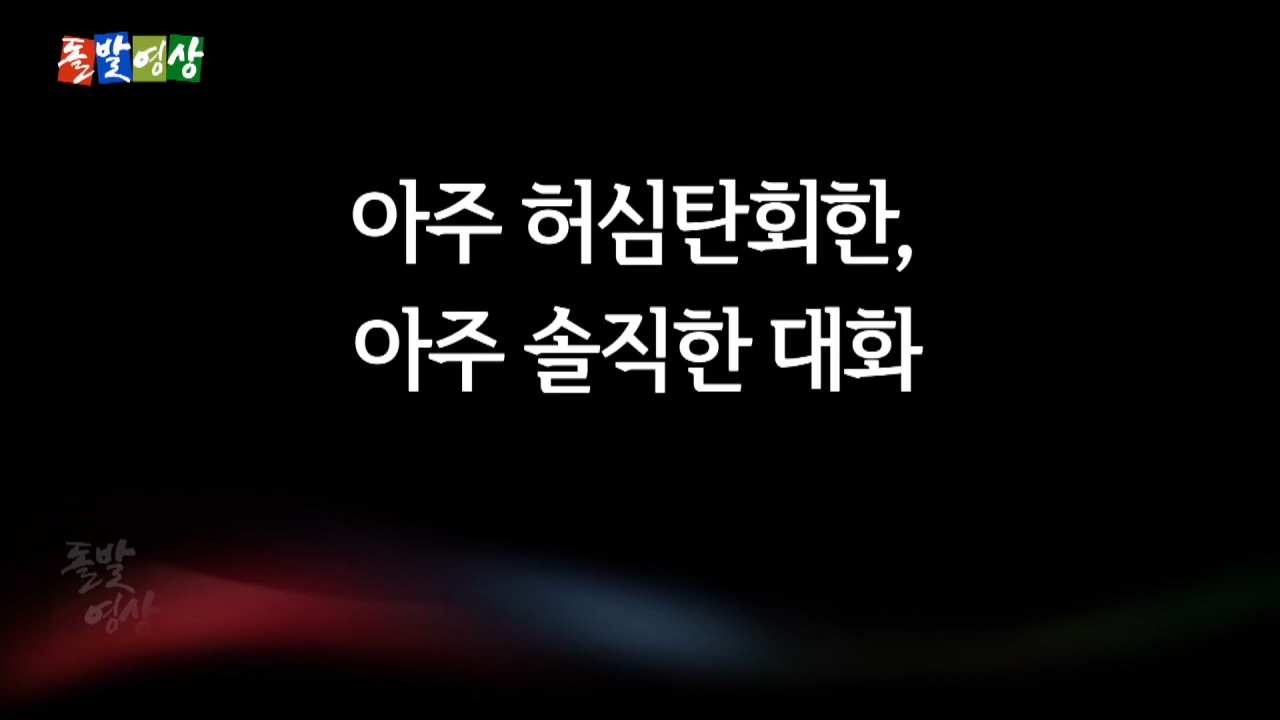 돌발영상
아주 허심탄회한,
아주 솔직한 대화
돌발
영상